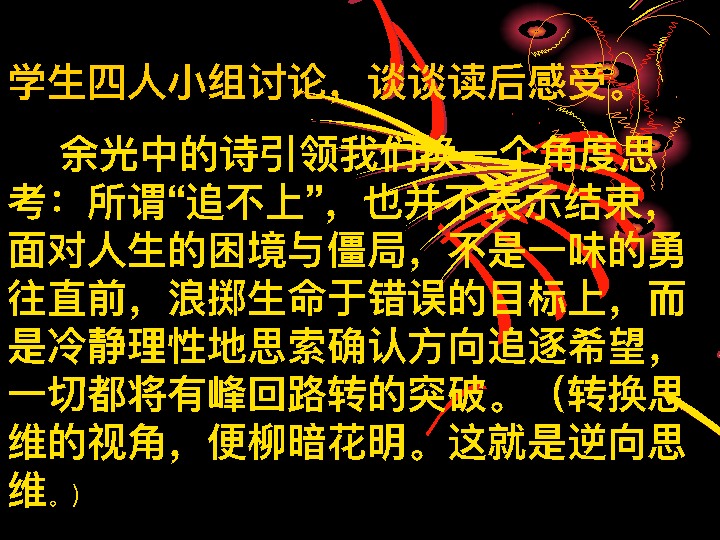 学生四人小组讨论，谈谈读后感受。
余光中的诗引领我们换一个角度思
考：所谓“追不上”，也并不表示结束，
面对人生的困境与僵局，不是一味的勇
往直前，浪掷生命于错误的目标上，而
是冷静理性地思索确认方向追逐希望，
一切都将有峰回路转的突破。（转换思
维的视角，便柳暗花明。这就是逆向思
维。）